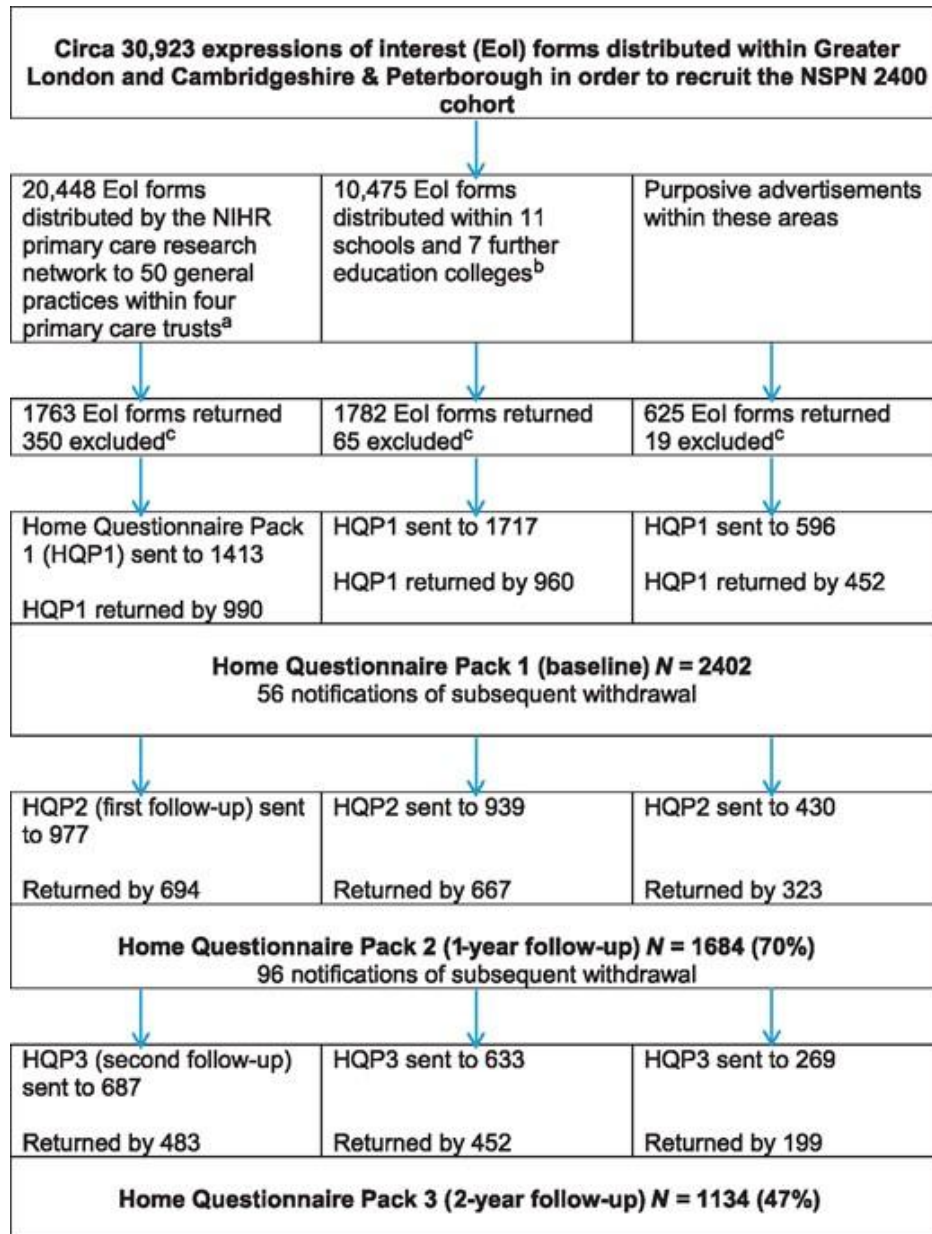 Circa 30,923 expressions of interest (EoI) forms distributed within Greater
London and Cambridgeshire & Peterborough in order to recruit the NSPN 2400
cohort
20,448 EoI forms
distributed by the NIHR
primary care research
network to 50 general
practices within four
primary care trustsᵃ
10,475 EoI forms
distributed within 11
schools and 7 further
education collegesᵇ
Purposive advertisements
within these areas
1763 EoI forms returned
350 excludedᶜ
1782 EoI forms returned
65 excludedᶜ
625 EoI forms returned
19 excludedᶜ
Home Questionnaire Pack
1 (HQP1) sent to 1413
HQP1 returned by 990
HQP1 sent to 1717
HQP1 returned by 960
HQP1 sent to 596
HQP1 returned by 452
Home Questionnaire Pack 1 (baseline) N = 2402
56 notifications of subsequent withdrawal
HQP2 (first follow-up) sent
to 977
Returned by 694
HQP2 sent to 939
Returned by 667
HQP2 sent to 430
Returned by 323
Home Questionnaire Pack 2 (1-year follow-up) N = 1684 (70%)
96 notifications of subsequent withdrawal
HQP3 (second follow-up)
sent to 687
Returned by 483
HQP3 sent to 633
Returned by 452
HQP3 sent to 269
Returned by 199
Home Questionnaire Pack 3 (2-year follow-up) N = 1134 (47%)